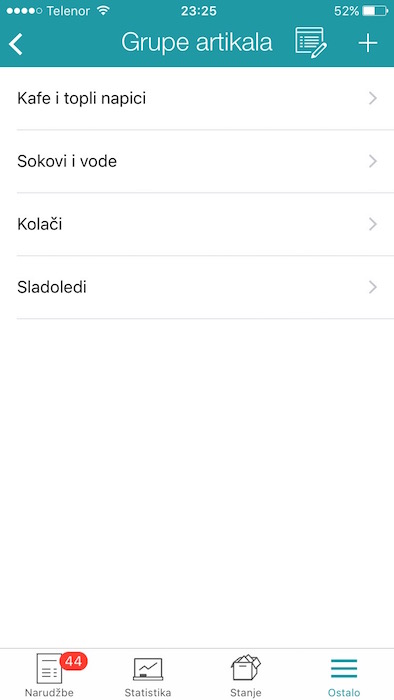 Telenor 23:25 52%
Grupe artikala
Kafe i topli napici
Sokovi i vode
Kolači
Sladoledi
44
Narudžbe Statistika Stanje Ostalo